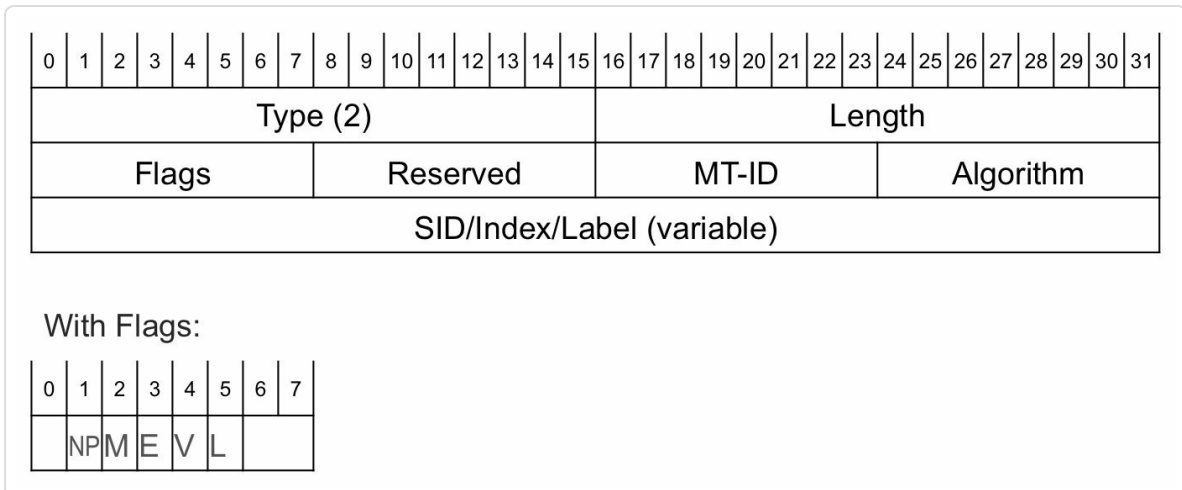 0 1 2 3 4 5 6 7 8 9 10 11 12 13 14 15 16 17 18 19 20 21 22 23 24 25 26 27 28 29 30 31
Type (2) Length
Flags Reserved MT-ID Algorithm
SID/Index/Label (variable)
With Flags:
0 1 2 3 4 5 6 7
NP M E V L